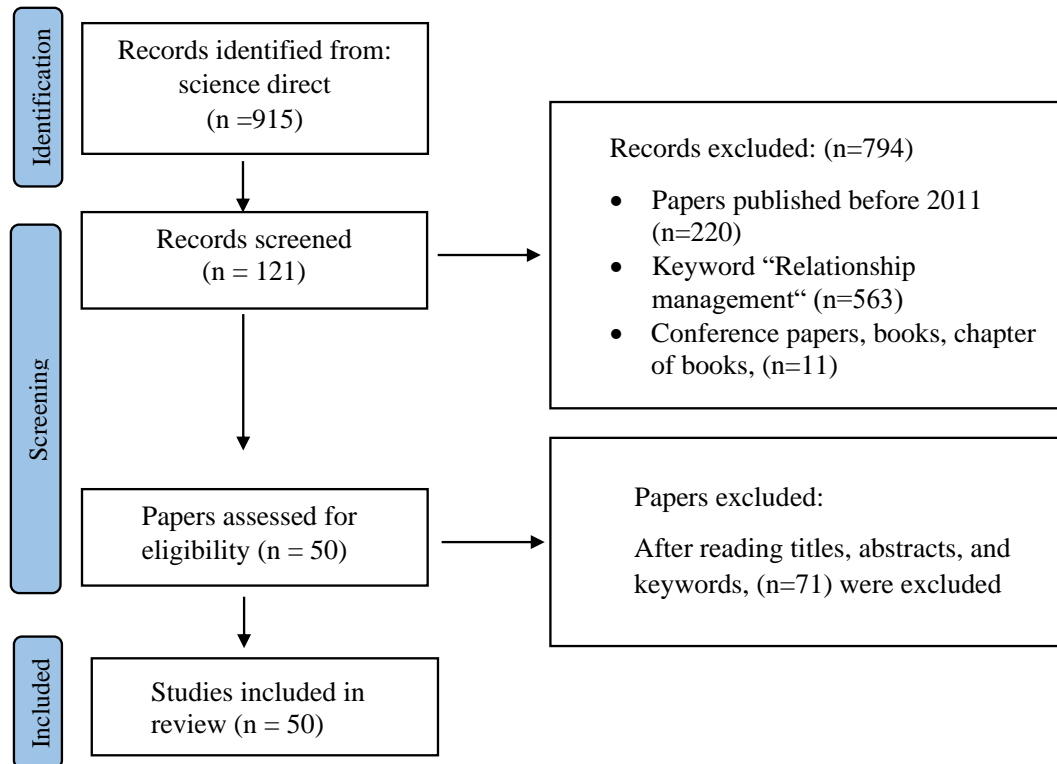 Identification
Records identified from:
science direct
(n =915)
Records excluded: (n=794)
• Papers published before 2011
(n=220)
• Keyword “Relationship
management“ (n=563)
• Conference papers, books, chapter
of books, (n=11)
Screening
Records screened
(n = 121)
Papers assessed for
eligibility (n = 50)
Papers excluded:
After reading titles, abstracts, and
keywords, (n=71) were excluded
Included
Studies included in
review (n = 50)